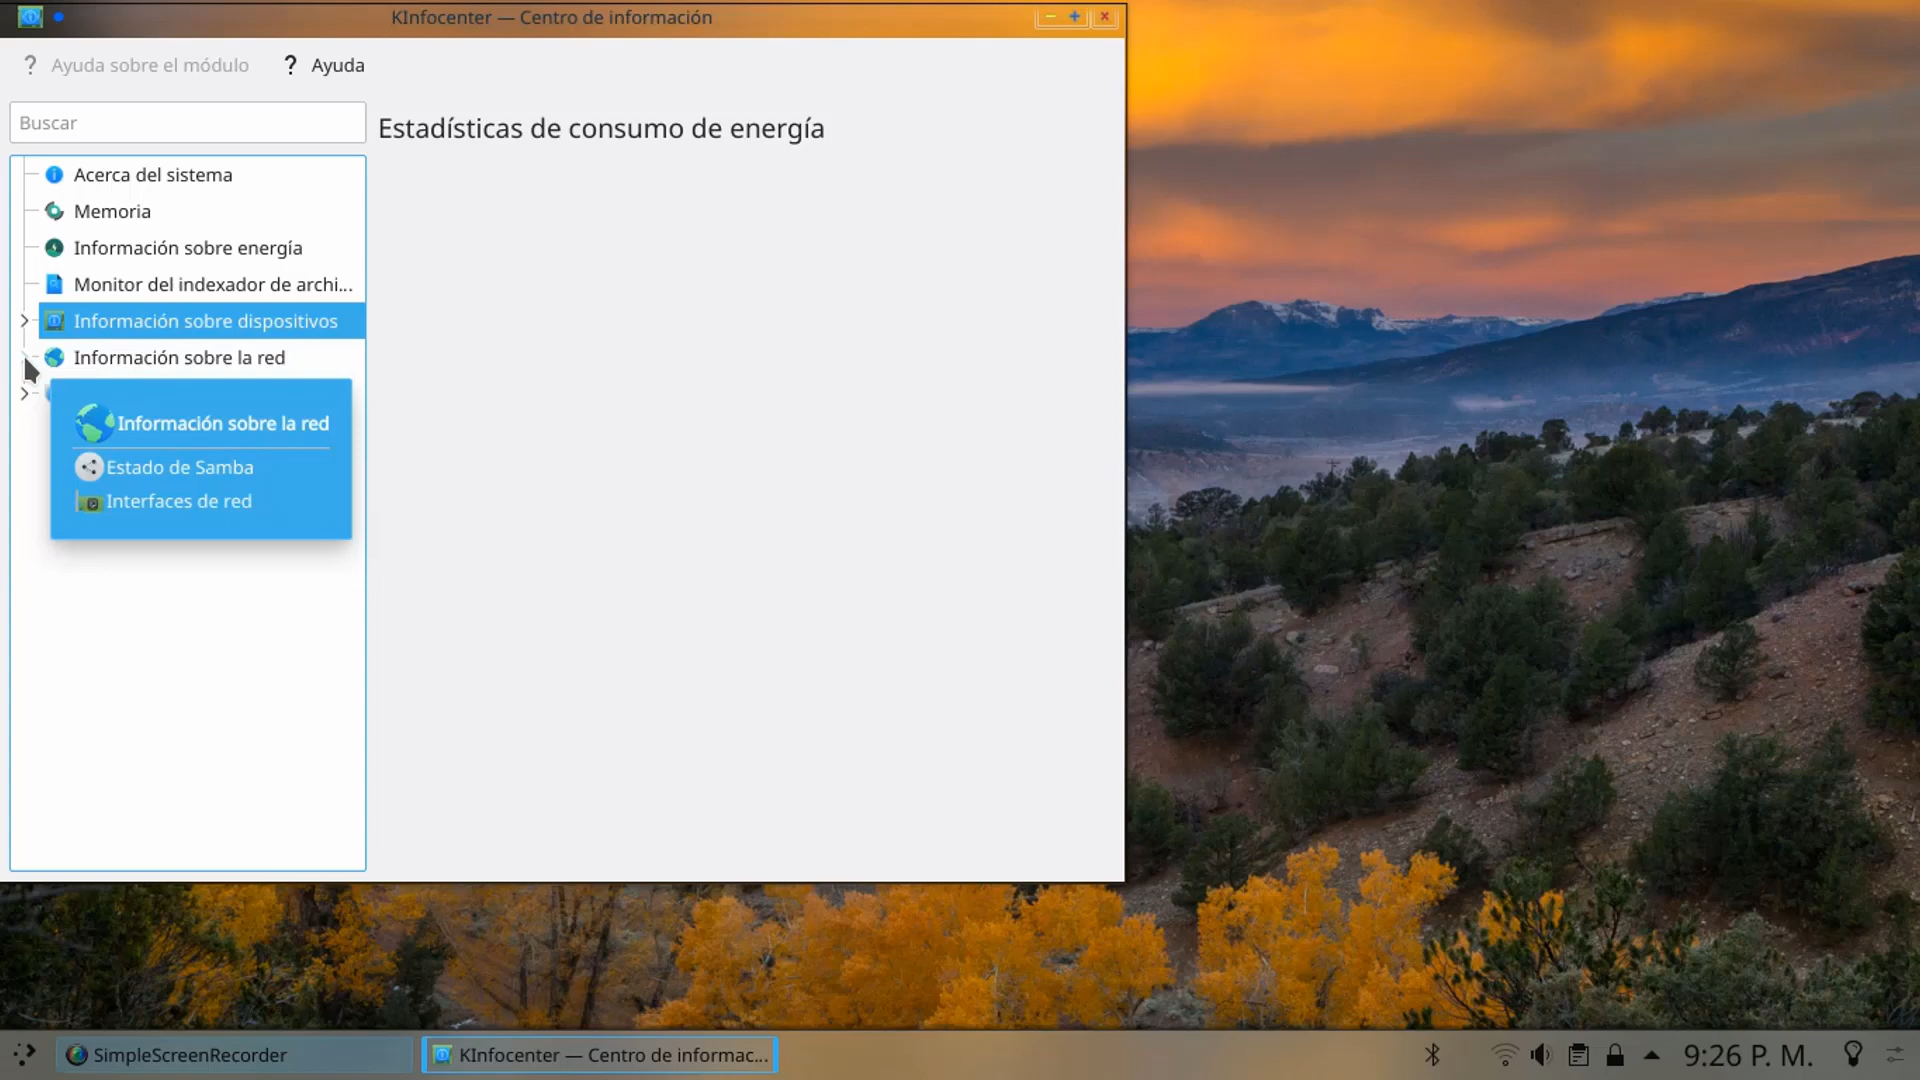 KInfocenter — Centro de información
? Ayuda sobre el módulo ? Ayuda
Buscar
Estadísticas de consumo de energía
Acerca del sistema
Memoria
Información sobre energía
Monitor del indexador de archi...
Información sobre dispositivos
Información sobre la red
Información sobre la red
Estado de Samba
Interfaces de red
SimpleScreenRecorder
KInfocenter — Centro de informac...
9:26 P. M.